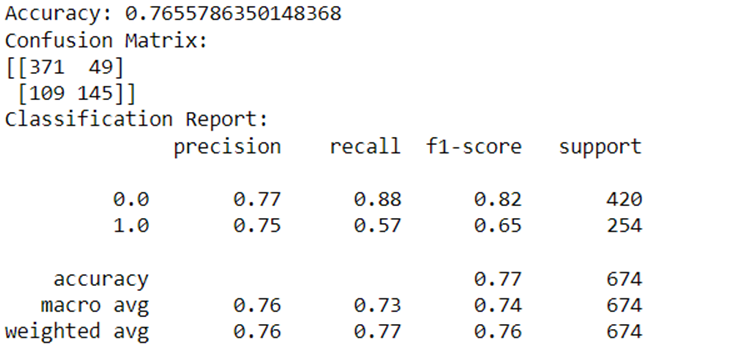 Accuracy: 0.7655786350148368
Confusion Matrix:
[[371  49]
 [109 145]]
Classification Report:
              precision    recall  f1-score   support

         0.0       0.77      0.88      0.82       420
         1.0       0.75      0.57      0.65       254

    accuracy                           0.77       674
   macro avg       0.76      0.73      0.74       674
weighted avg       0.76      0.77      0.76       674